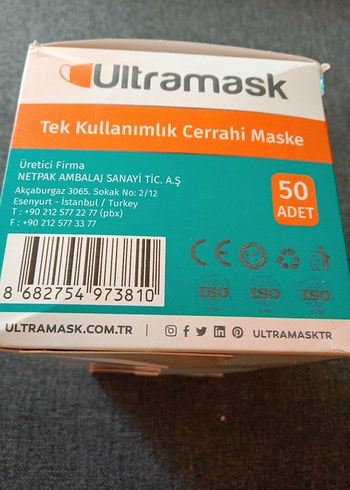 Ultramask
Tek Kullanımlık Cerrahi Maske
Üretici Firma
NETPAK AMBALAJ SANAYİ TİC. A.Ş
Akçaburgaz 3065. Sokak No: 2/12
Esenyurt - İstanbul / Turkey
T : +90 212 577 22 77 (pbx)
F : +90 212 577 33 77
50
ADET
CE
ISO ISO ISO
8 682754 973810
ULTRAMASK.COM.TR | ULTRAMASKTR